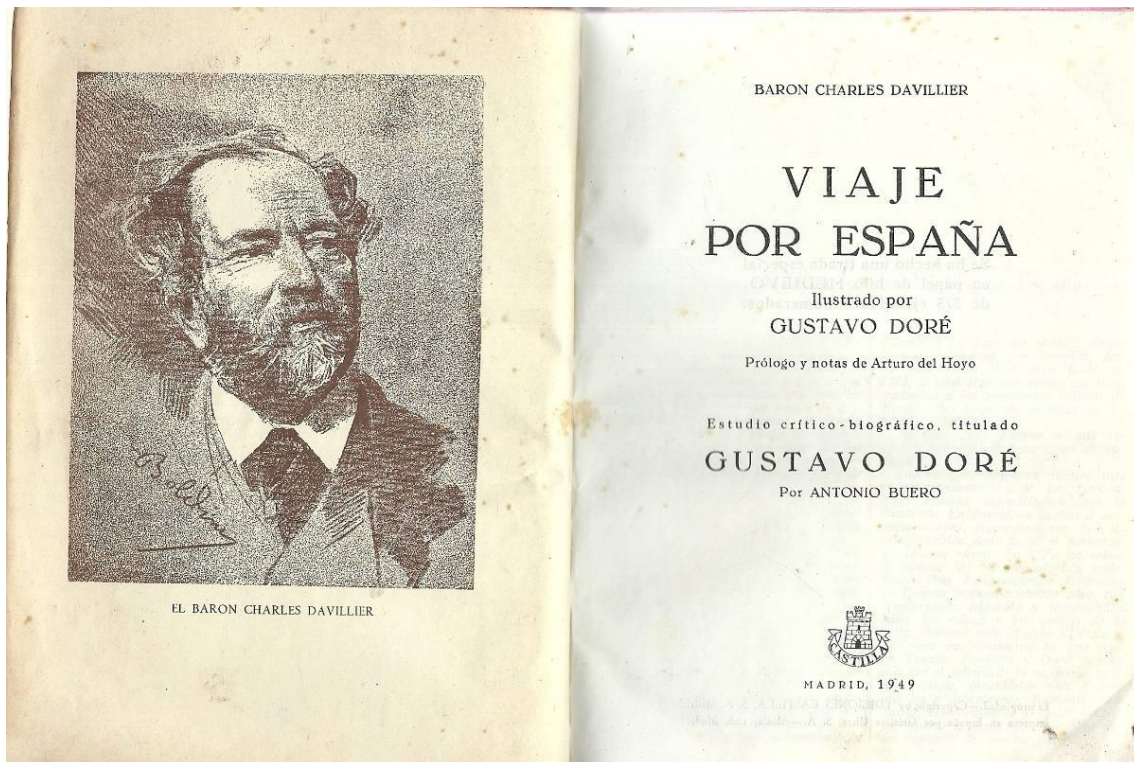 Boldini
EL BARON CHARLES DAVILLIER
BARON CHARLES DAVILLIER
VIAJE
POR ESPAÑA
Ilustrado por
GUSTAVO DORÉ
Prólogo y notas de Arturo del Hoyo
Estudio crítico-biográfico, titulado
GUSTAVO DORÉ
Por ANTONIO BUERO
CASTILLA
MADRID, 1949